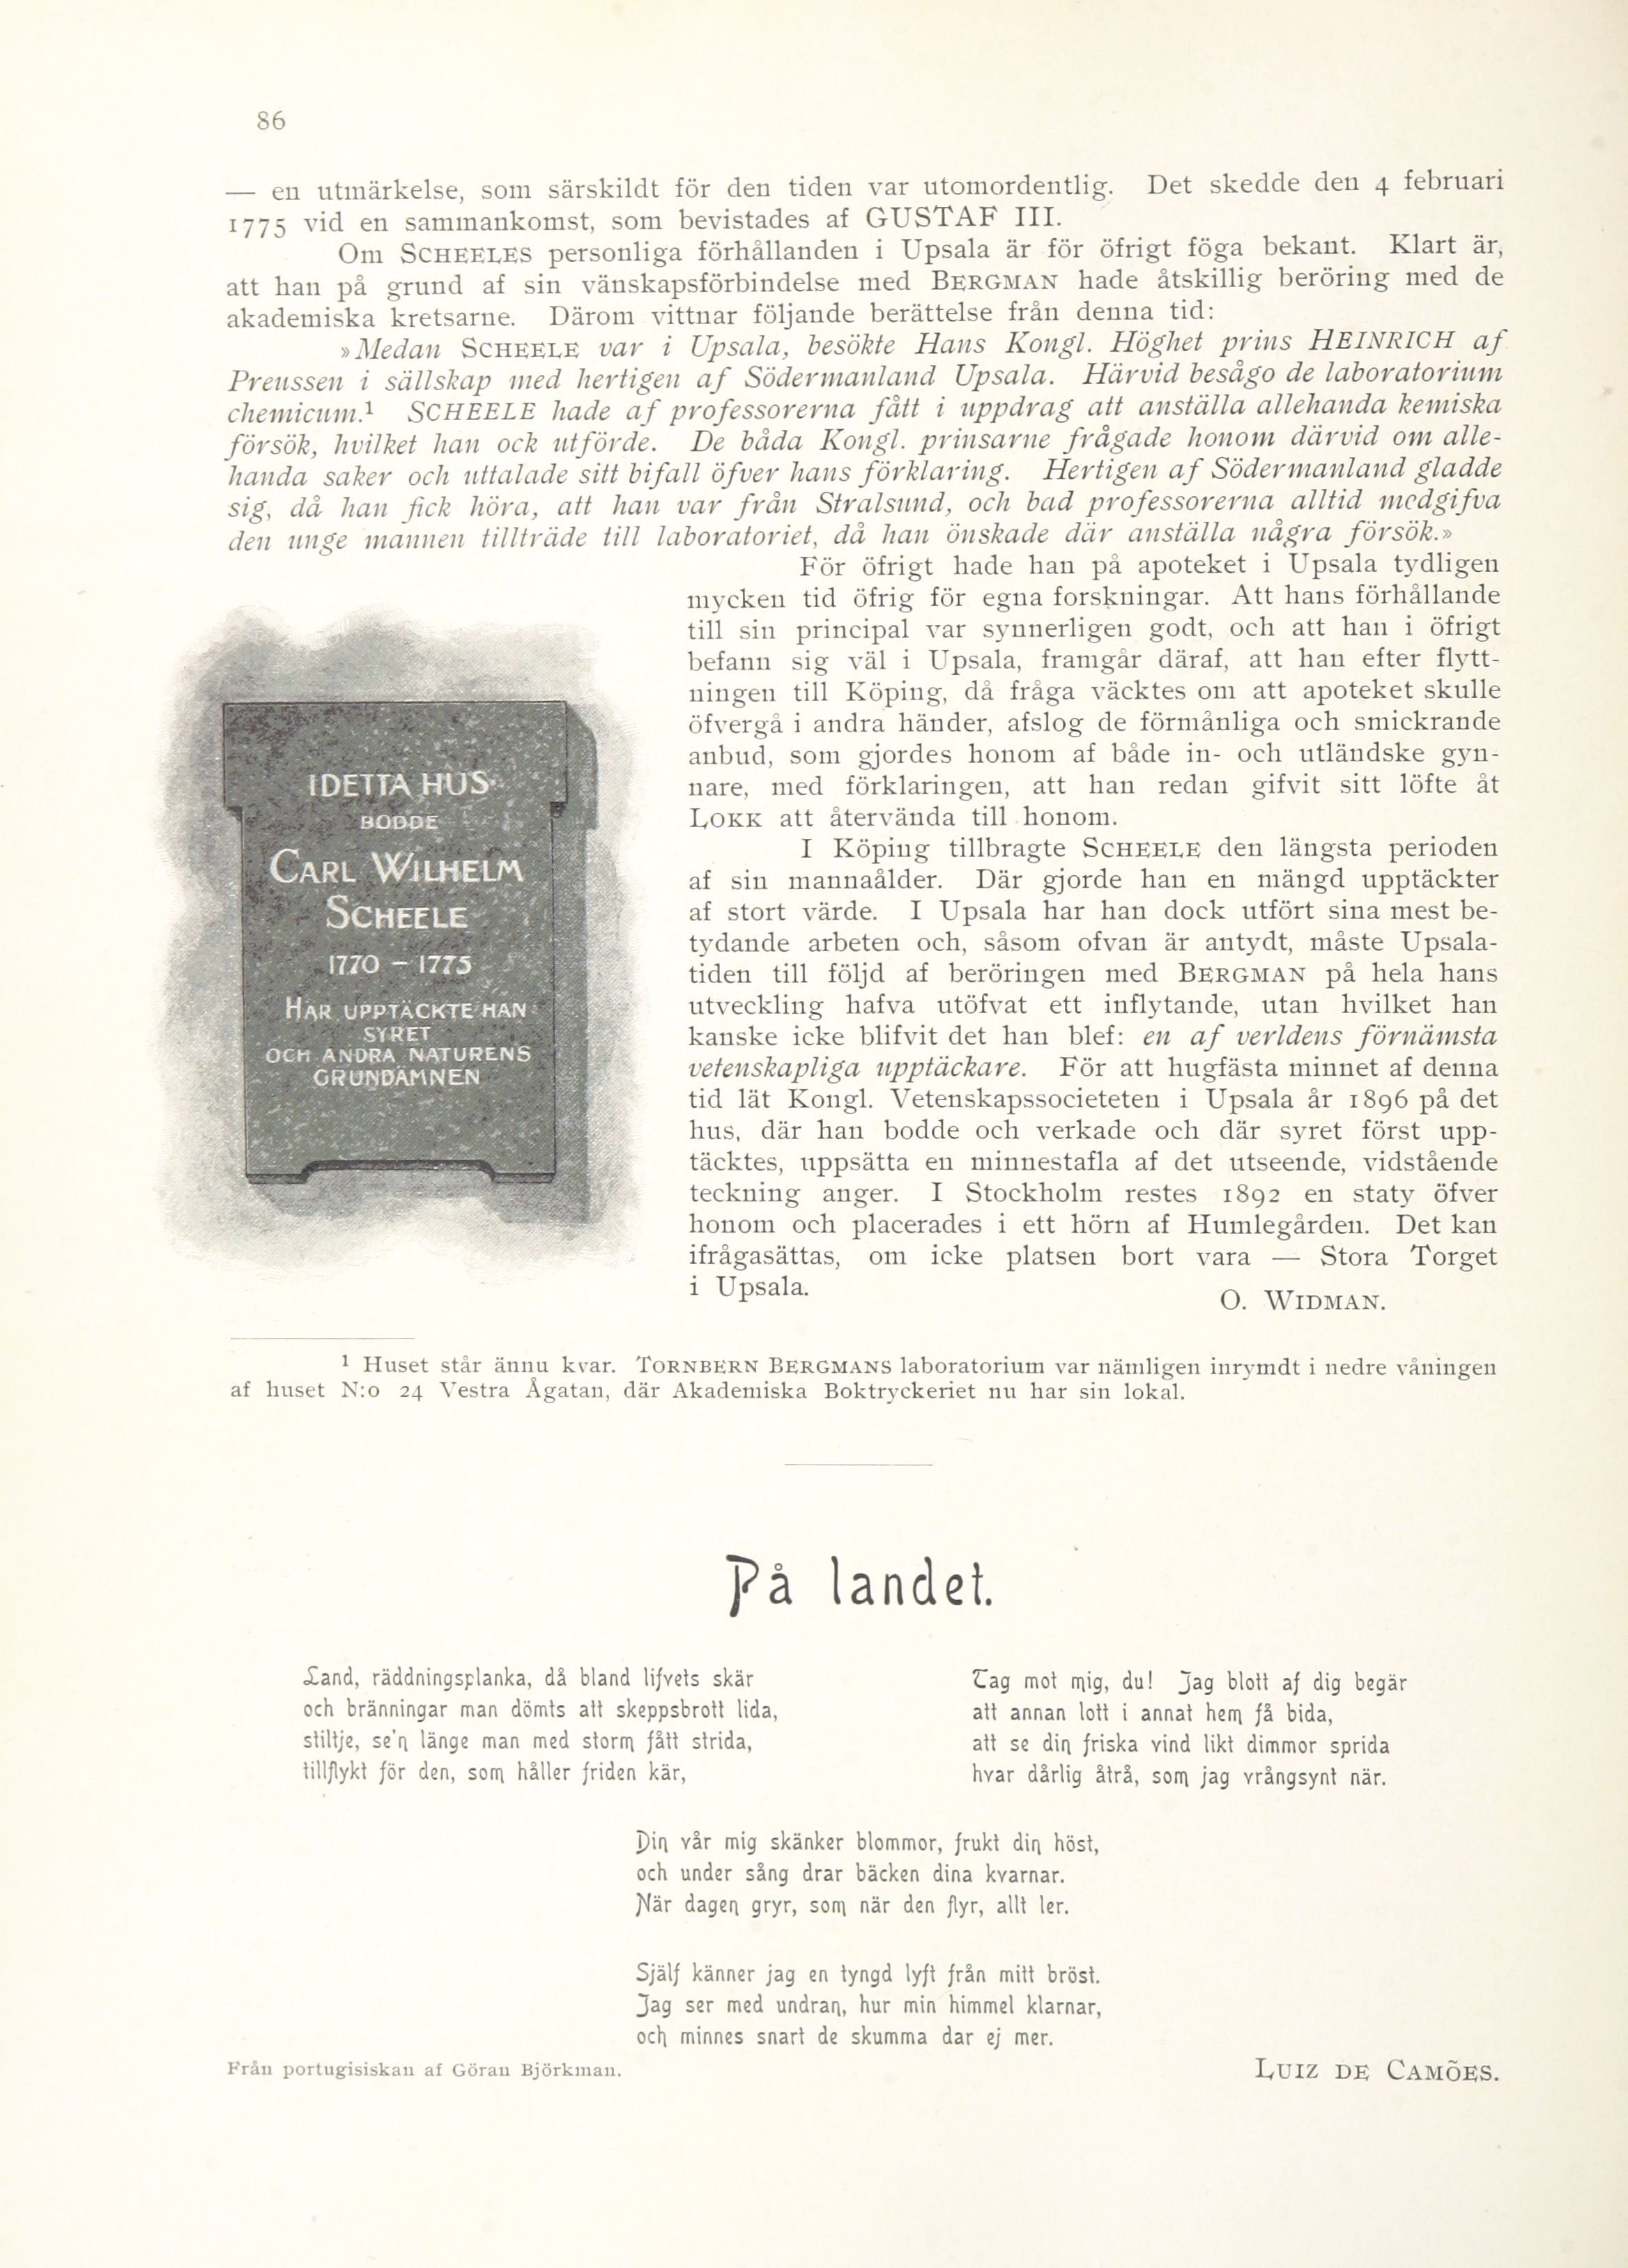 86
— en utmärkelse, som särskildt för den tiden var utomordentlig. Det skedde den 4 februari
1775 vid en sammankomst, som bevistades af GUSTAF III.
Om SCHEELES personliga förhållanden i Upsala är för öfrigt föga bekant. Klart är,
att han på grund af sin vänskapsförbindelse med BERGMAN hade åtskillig beröring med de
akademiska kretsarne. Därom vittnar följande berättelse från denna tid:
»Medan SCHEELE var i Upsala, besökte Hans Kongl. Höghet prins HEINRICH af
Preussen i sällskap med hertigen af Södermanland Upsala. Härvid besågo de laboratorium
chemicum.¹ SCHEELE hade af professorerna fått i uppdrag att anställa allehanda kemiska
försök, hvilket han ock utförde. De båda Kongl. prinsarne frågade honom därvid om alle-
handa saker och uttalade sitt bifall öfver hans förklaring. Hertigen af Södermanland gladde
sig, då han fick höra, att han var från Stralsund, och bad professorerna alltid medgifva
den unge mannen tillträde till laboratoriet, då han önskade där anställa några försök.»
För öfrigt hade han på apoteket i Upsala tydligen
mycken tid öfrig för egna forskningar. Att hans förhållande
till sin principal var synnerligen godt, och att han i öfrigt
befann sig väl i Upsala, framgår däraf, att han efter flytt-
ningen till Köping, då fråga väcktes om att apoteket skulle
öfvergå i andra händer, afslog de förmånliga och smickrande
anbud, som gjordes honom af både in- och utländske gyn-
nare, med förklaringen, att han redan gifvit sitt löfte åt
LOKK att återvända till honom.
I Köping tillbragte SCHEELE den längsta perioden
af sin mannaålder. Där gjorde han en mängd upptäckter
af stort värde. I Upsala har han dock utfört sina mest be-
tydande arbeten och, såsom ofvan är antydt, måste Upsala-
tiden till följd af beröringen med BERGMAN på hela hans
utveckling hafva utöfvat ett inflytande, utan hvilket han
kanske icke blifvit det han blef: en af verldens förnämsta
vetenskapliga upptäckare. För att hugfästa minnet af denna
tid lät Kongl. Vetenskapssocieteten i Upsala år 1896 på det
hus, där han bodde och verkade och där syret först upp-
täcktes, uppsätta en minnestafla af det utseende, vidstående
teckning anger. I Stockholm restes 1892 en staty öfver
honom och placerades i ett hörn af Humlegården. Det kan
ifrågasättas, om icke platsen bort vara — Stora Torget
i Upsala.
O. WIDMAN.
IDETTA HUS
BODDE
CARL WILHELM
SCHEELE
1770 – 1775
HÄR UPPTÄCKTE HAN
SYRET
OCH ANDRA NATURENS
GRUNDÄMNEN
¹ Huset står ännu kvar. TORNBERN BERGMANS laboratorium var nämligen inrymdt i nedre våningen
af huset N:o 24 Vestra Ågatan, där Akademiska Boktryckeriet nu har sin lokal.
På landet.
Land, räddningsplanka, då bland lifvets skär
och bränningar man dömts att skeppsbrott lida,
stiltje, se'n länge man med storm fått strida,
tillflykt för den, som håller friden kär,
Tag mot mig, du! Jag blott af dig begär
att annan lott i annat hem få bida,
att se din friska vind likt dimmor sprida
hvar dårlig åtrå, som jag vrångsynt när.
Din vår mig skänker blommor, frukt din höst,
och under sång drar bäcken dina kvarnar.
När dagen gryr, som när den flyr, allt ler.
Själf känner jag en tyngd lyft från mitt bröst.
Jag ser med undran, hur min himmel klarnar,
och minnes snart de skumma dar ej mer.
Från portugisiskan af Göran Björkman.
LUIZ DE CAMÕES.